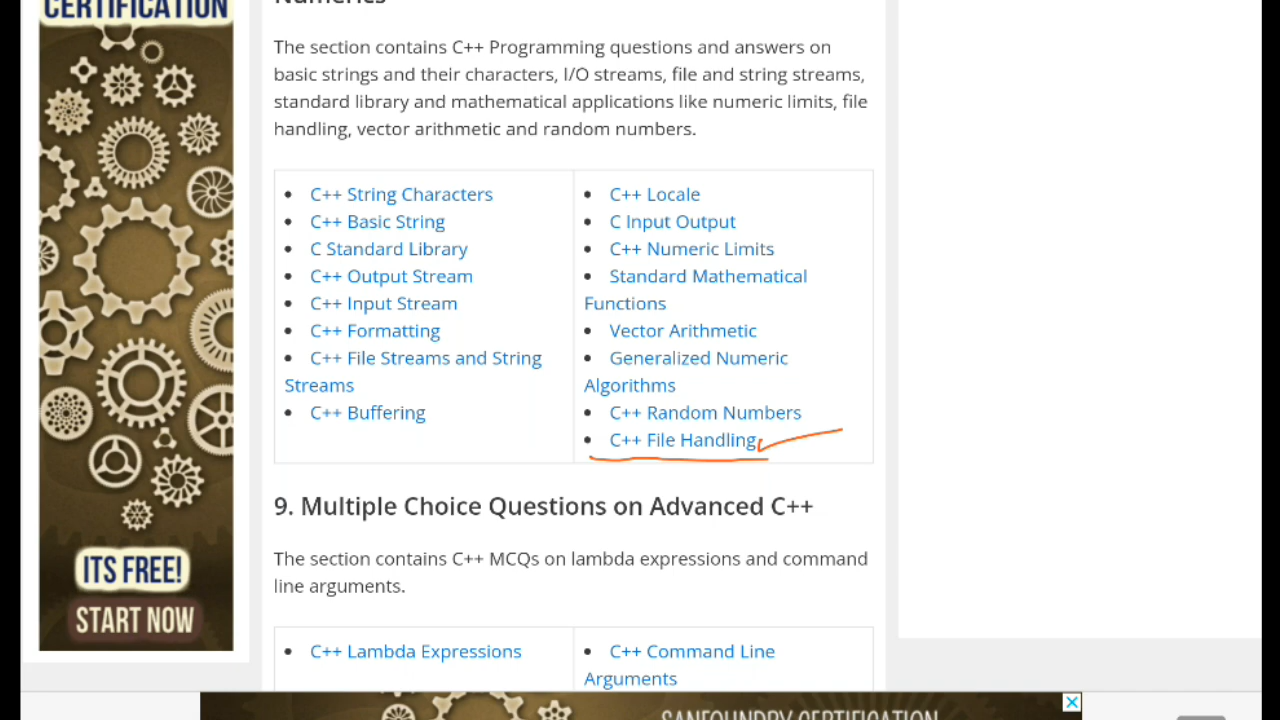 CERTIFICATION
ITS FREE!
START NOW
Numerics
The section contains C++ Programming questions and answers on
basic strings and their characters, I/O streams, file and string streams,
standard library and mathematical applications like numeric limits, file
handling, vector arithmetic and random numbers.
• C++ String Characters
• C++ Basic String
• C Standard Library
• C++ Output Stream
• C++ Input Stream
• C++ Formatting
• C++ File Streams and String
Streams
• C++ Buffering
• C++ Locale
• C Input Output
• C++ Numeric Limits
• Standard Mathematical
Functions
• Vector Arithmetic
• Generalized Numeric
Algorithms
• C++ Random Numbers
• C++ File Handling
9. Multiple Choice Questions on Advanced C++
The section contains C++ MCQs on lambda expressions and command
line arguments.
• C++ Lambda Expressions
• C++ Command Line
Arguments
SANFOUNDRY CERTIFICATION